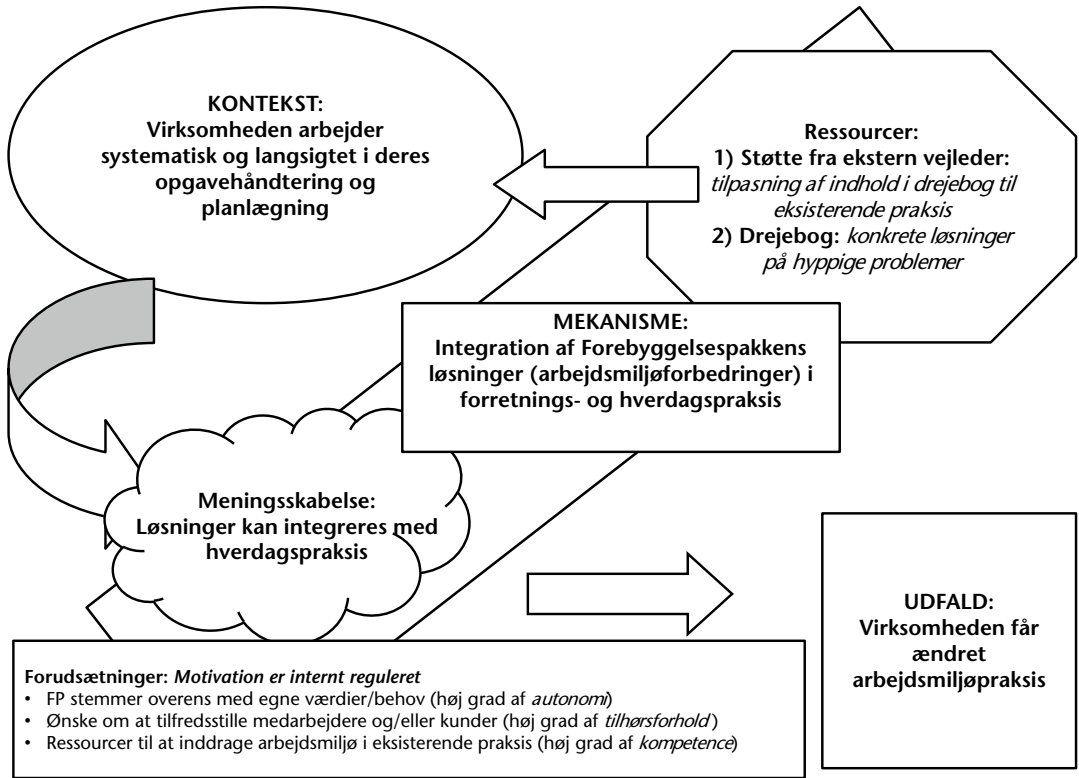 KONTEKST:
Virksomheden arbejder
systematisk og langsigtet i deres
opgavehåndtering og
planlægning
Ressourcer:
1) Støtte fra ekstern vejleder:
tilpasning af indhold i drejebog til
eksisterende praksis
2) Drejebog: konkrete løsninger
på hyppige problemer
MEKANISME:
Integration af Forebyggelsespakkens
løsninger (arbejdsmiljøforbedringer) i
forretnings- og hverdagspraksis
Meningsskabelse:
Løsninger kan integreres med
hverdagspraksis
UDFALD:
Virksomheden får
ændret
arbejdsmiljøpraksis
Forudsætninger: Motivation er internt reguleret
• FP stemmer overens med egne værdier/behov (høj grad af autonomi)
• Ønske om at tilfredsstille medarbejdere og/eller kunder (høj grad af tilhørsforhold)
• Ressourcer til at inddrage arbejdsmiljø i eksisterende praksis (høj grad af kompetence)